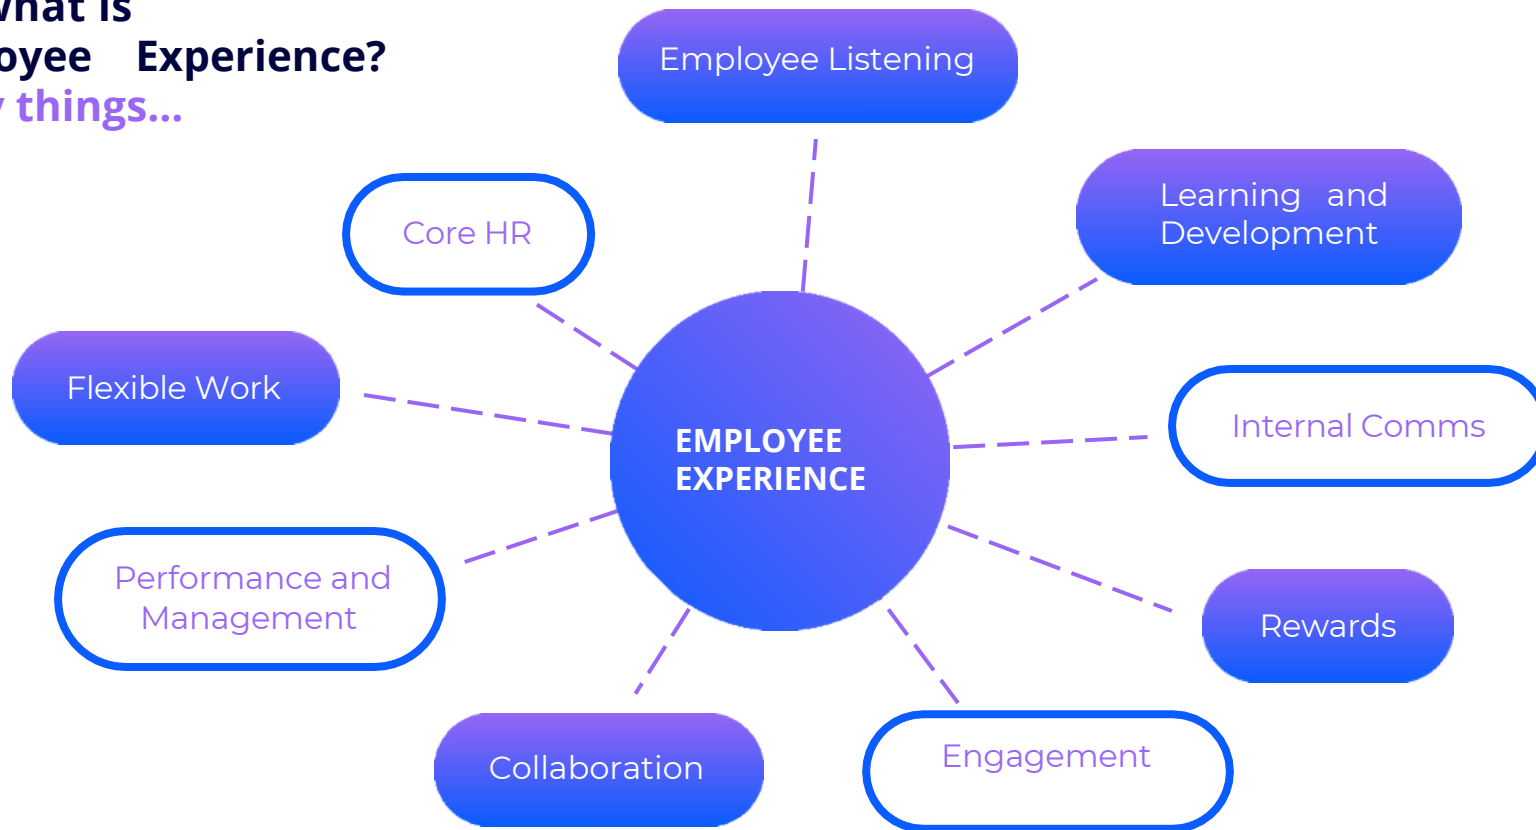 What is
oyee Experience?
things...
Employee Listening
Learning and
Development
Core HR
Internal Comms
Flexible Work
EMPLOYEE
EXPERIENCE
Performance and
Management
Rewards
Collaboration
Engagement